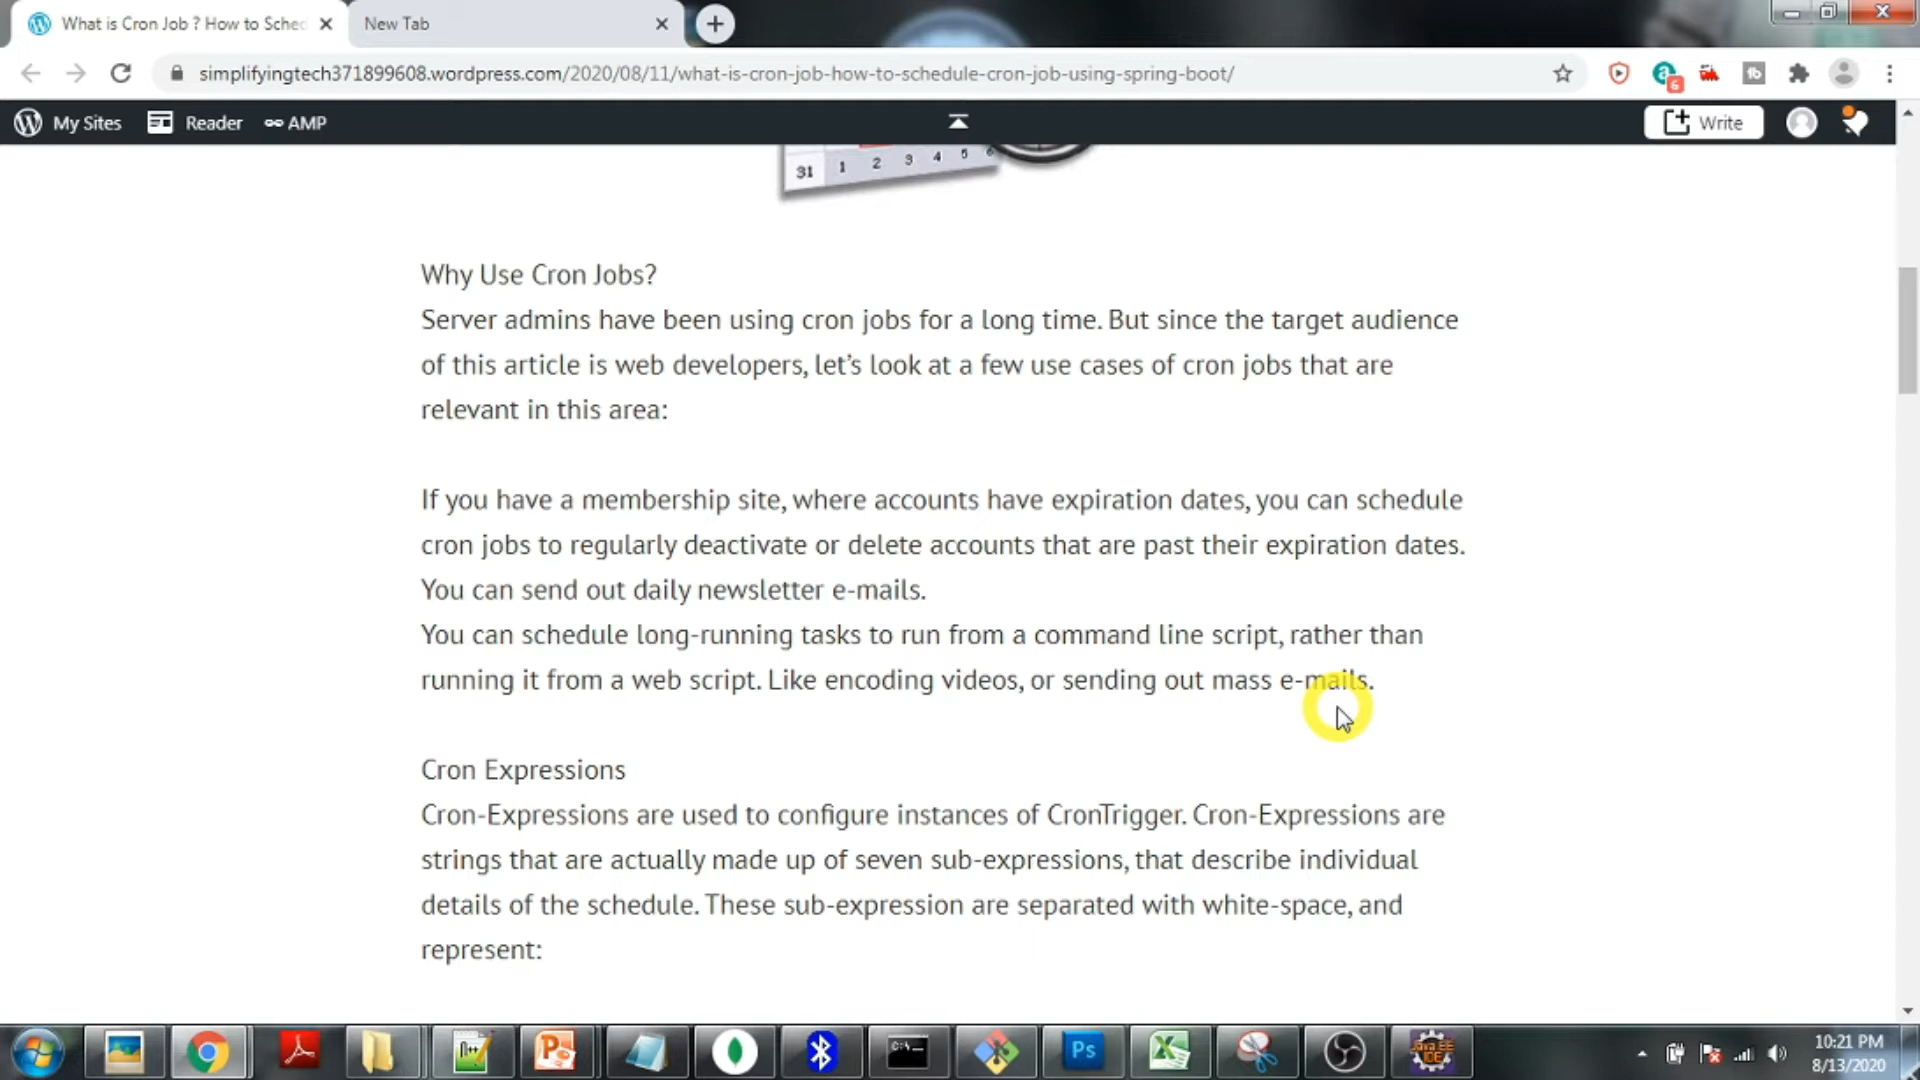 What is Cron Job ? How to Sched
New Tab
simplifyingtech371899608.wordpress.com/2020/08/11/what-is-cron-job-how-to-schedule-cron-job-using-spring-boot/
6
My Sites
Reader
AMP
Write
31 1 2 3 4 5 6
Why Use Cron Jobs?
Server admins have been using cron jobs for a long time. But since the target audience
of this article is web developers, let’s look at a few use cases of cron jobs that are
relevant in this area:
If you have a membership site, where accounts have expiration dates, you can schedule
cron jobs to regularly deactivate or delete accounts that are past their expiration dates.
You can send out daily newsletter e-mails.
You can schedule long-running tasks to run from a command line script, rather than
running it from a web script. Like encoding videos, or sending out mass e-mails.
Cron Expressions
Cron-Expressions are used to configure instances of CronTrigger. Cron-Expressions are
strings that are actually made up of seven sub-expressions, that describe individual
details of the schedule. These sub-expression are separated with white-space, and
represent:
Ps
Java EE
IDE
10:21 PM
8/13/2020